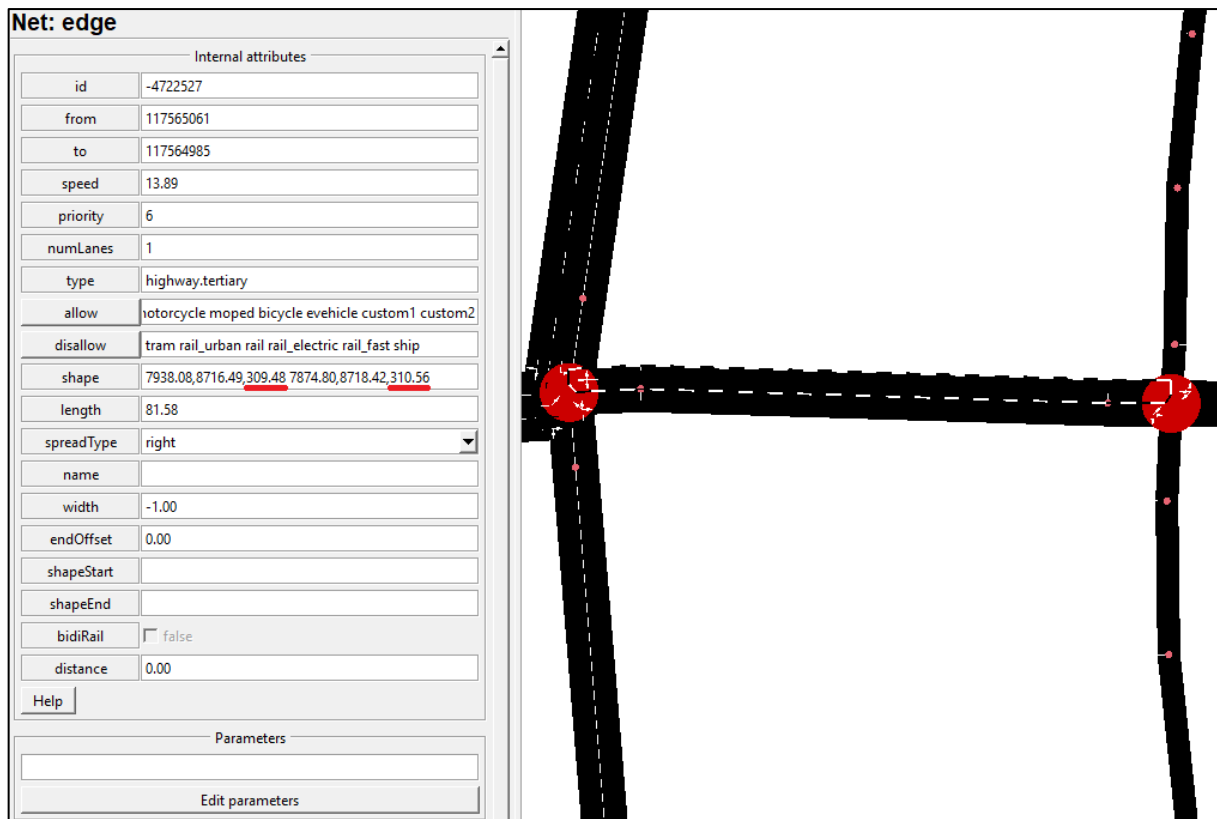 Net: edge
Internal attributes
id -4722527
from 117565061
to 117564985
speed 13.89
priority 6
numLanes 1
type highway.tertiary
allow notorcycle moped bicycle evehicle custom1 custom2
disallow tram rail_urban rail rail_electric rail_fast ship
shape 7938.08,8716.49,309.48 7874.80,8718.42,310.56
length 81.58
spreadType right
name
width -1.00
endOffset 0.00
shapeStart
shapeEnd
bidiRail false
distance 0.00
Help
Parameters
Edit parameters